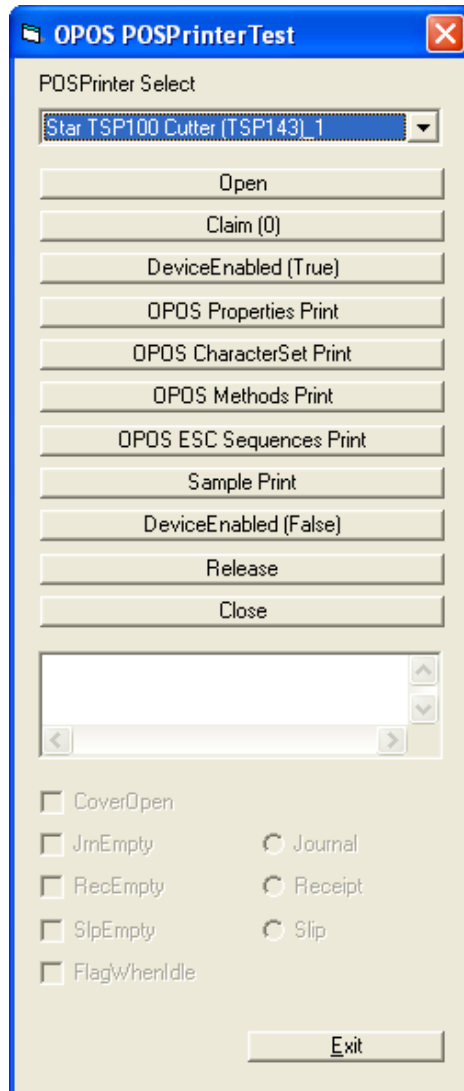 OPOS POSPrinterTest
POSPrinter Select
Star TSP100 Cutter (TSP143)_1
Open
Claim (0)
DeviceEnabled (True)
OPOS Properties Print
OPOS CharacterSet Print
OPOS Methods Print
OPOS ESC Sequences Print
Sample Print
DeviceEnabled (False)
Release
Close
CoverOpen
JrnEmpty Journal
RecEmpty Receipt
SlpEmpty Slip
FlagWhenIdle
Exit